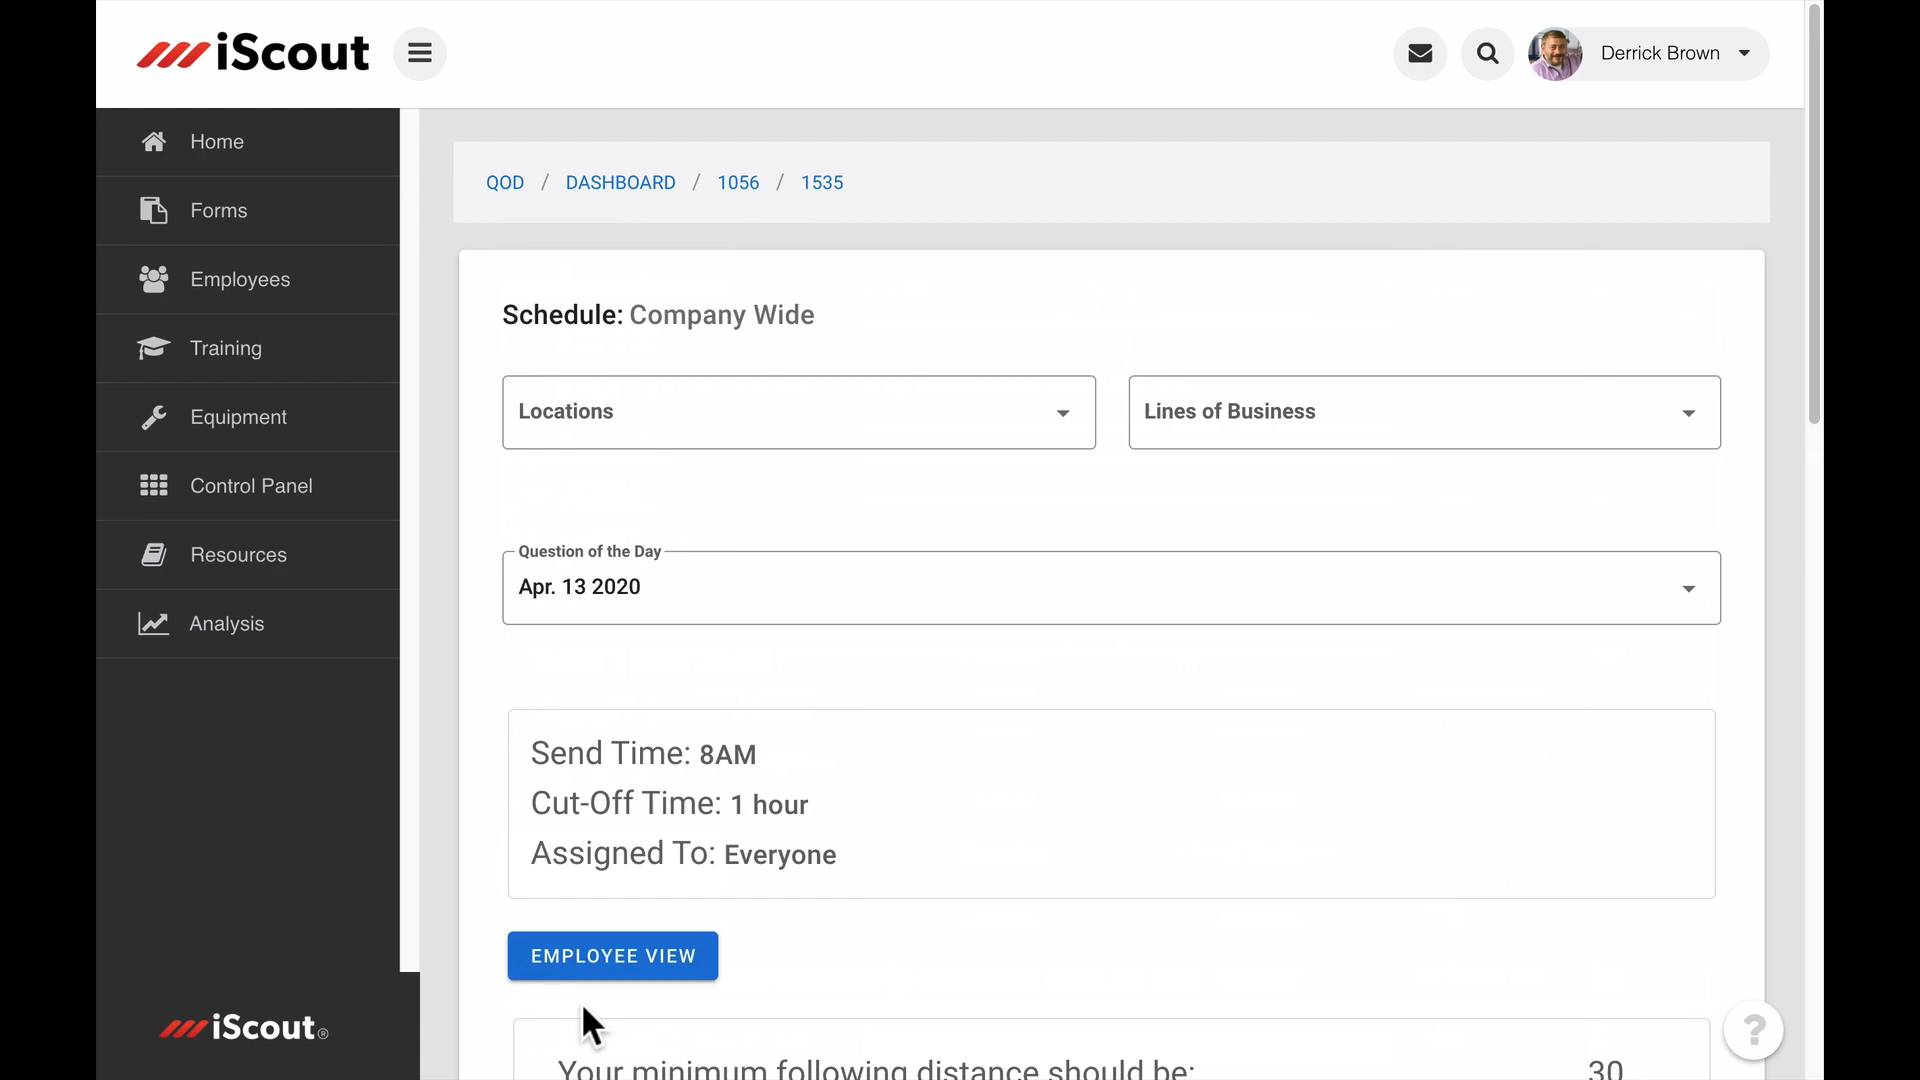 iScout
Derrick Brown
Home
Forms
Employees
Training
Equipment
Control Panel
Resources
Analysis
iScout®
QOD / DASHBOARD / 1056 / 1535
Schedule: Company Wide
Locations
Lines of Business
Question of the Day
Apr. 13 2020
Send Time: 8AM
Cut-Off Time: 1 hour
Assigned To: Everyone
EMPLOYEE VIEW
Your minimum following distance should be: 30
?